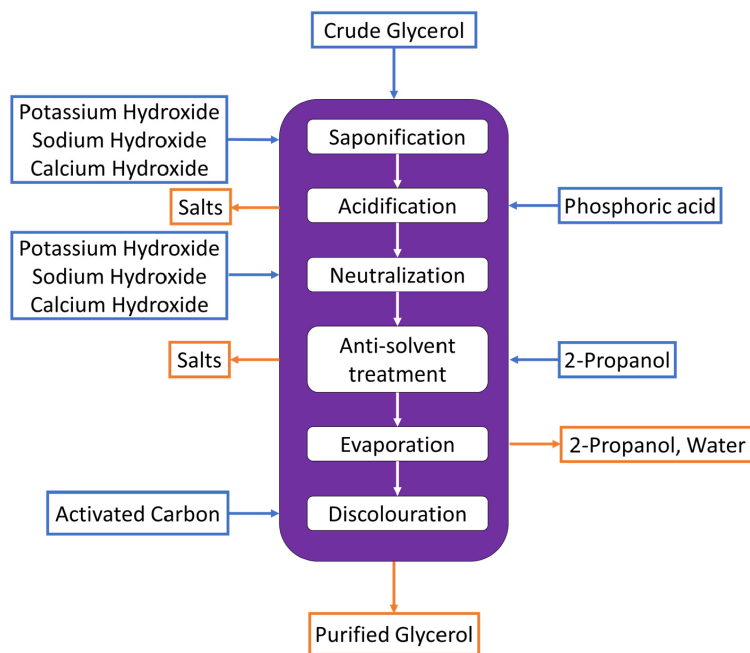 Crude Glycerol
Potassium Hydroxide
Sodium Hydroxide
Calcium Hydroxide
Saponification
Salts
Acidification
Phosphoric acid
Potassium Hydroxide
Sodium Hydroxide
Calcium Hydroxide
Neutralization
Salts
Anti-solvent
treatment
2-Propanol
Evaporation
2-Propanol, Water
Activated Carbon
Discolouration
Purified Glycerol